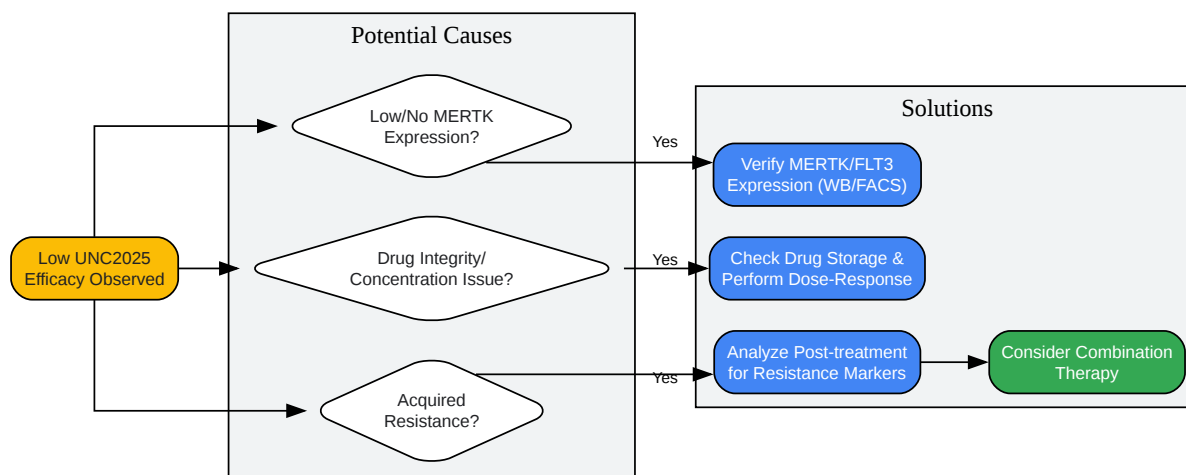 Potential Causes
Low/No MERTK
Expression?
Yes
Solutions
Verify MERTK/FLT3
Expression (WB/FACS)
Low UNC2025
Efficacy Observed
Drug Integrity/
Concentration Issue?
Yes
Check Drug Storage &
Perform Dose-Response
Acquired
Resistance?
Yes
Analyze Post-treatment
for Resistance Markers
Consider Combination
Therapy